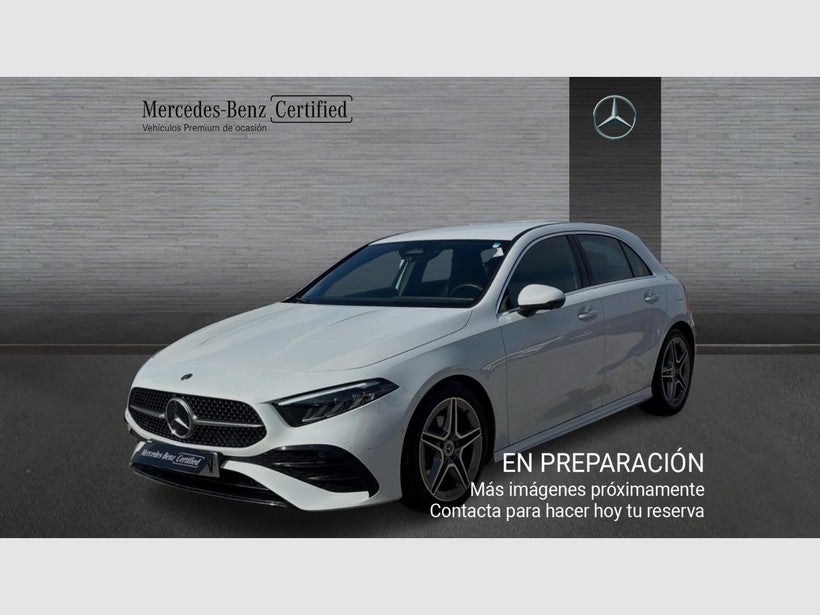 Mercedes-Benz Certified
Vehículos Premium de ocasión
Mercedes-Benz Certified
EN PREPARACIÓN
Más imágenes próximamente
Contacta para hacer hoy tu reserva